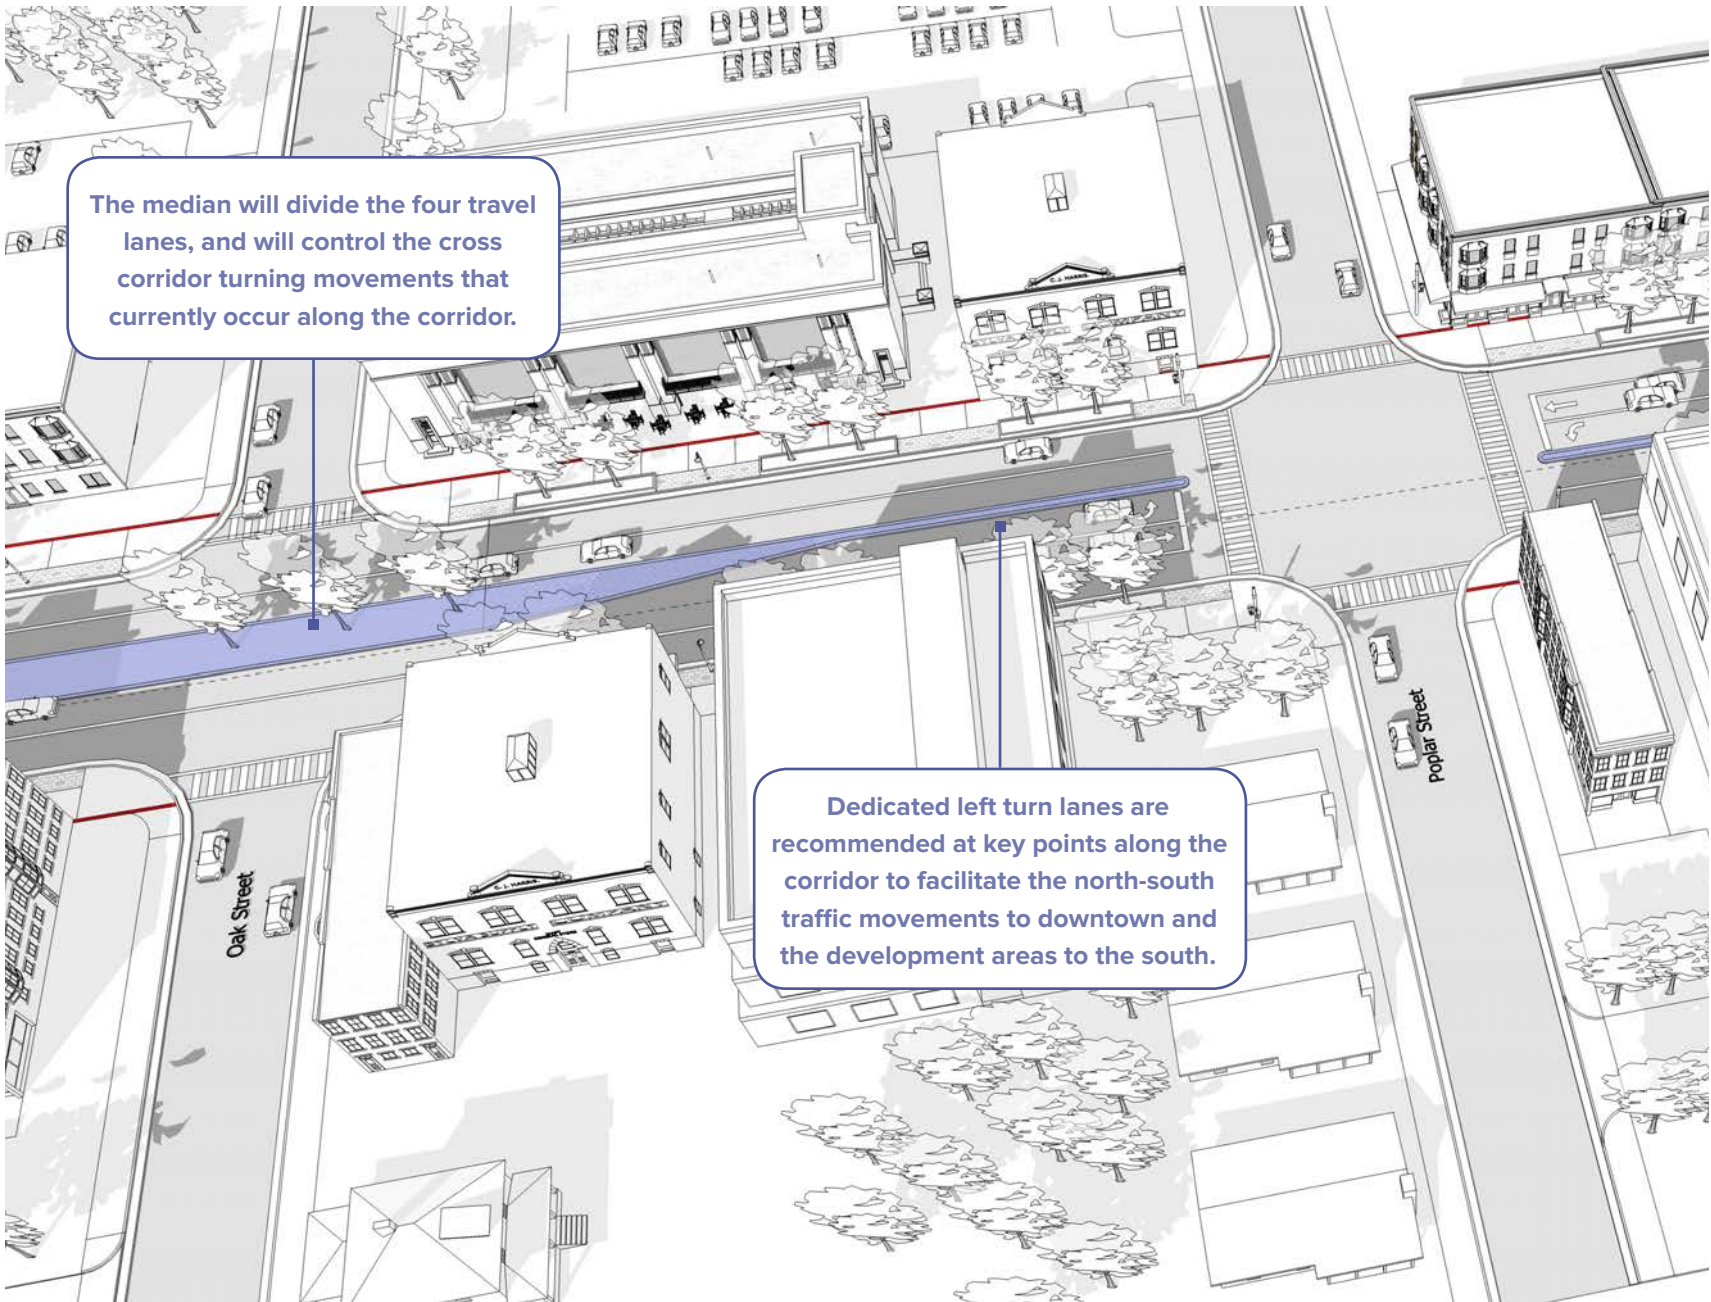 The median will divide the four travel
lanes, and will control the cross
corridor turning movements that
currently occur along the corridor.
C. J. HARRIS
Dedicated left turn lanes are
recommended at key points along the
corridor to facilitate the north-south
traffic movements to downtown and
the development areas to the south.
Poplar Street
Oak Street
C. J. HARRIS